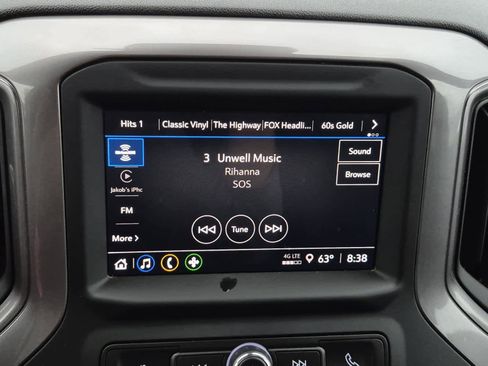 Hits 1 Classic Vinyl The Highway FOX Headli... 60s Gold
3 Unwell Music
Sound
Rihanna
SOS
Browse
Jakob's iPhc
FM
Tune
More >
4G LTE
63° 8:38